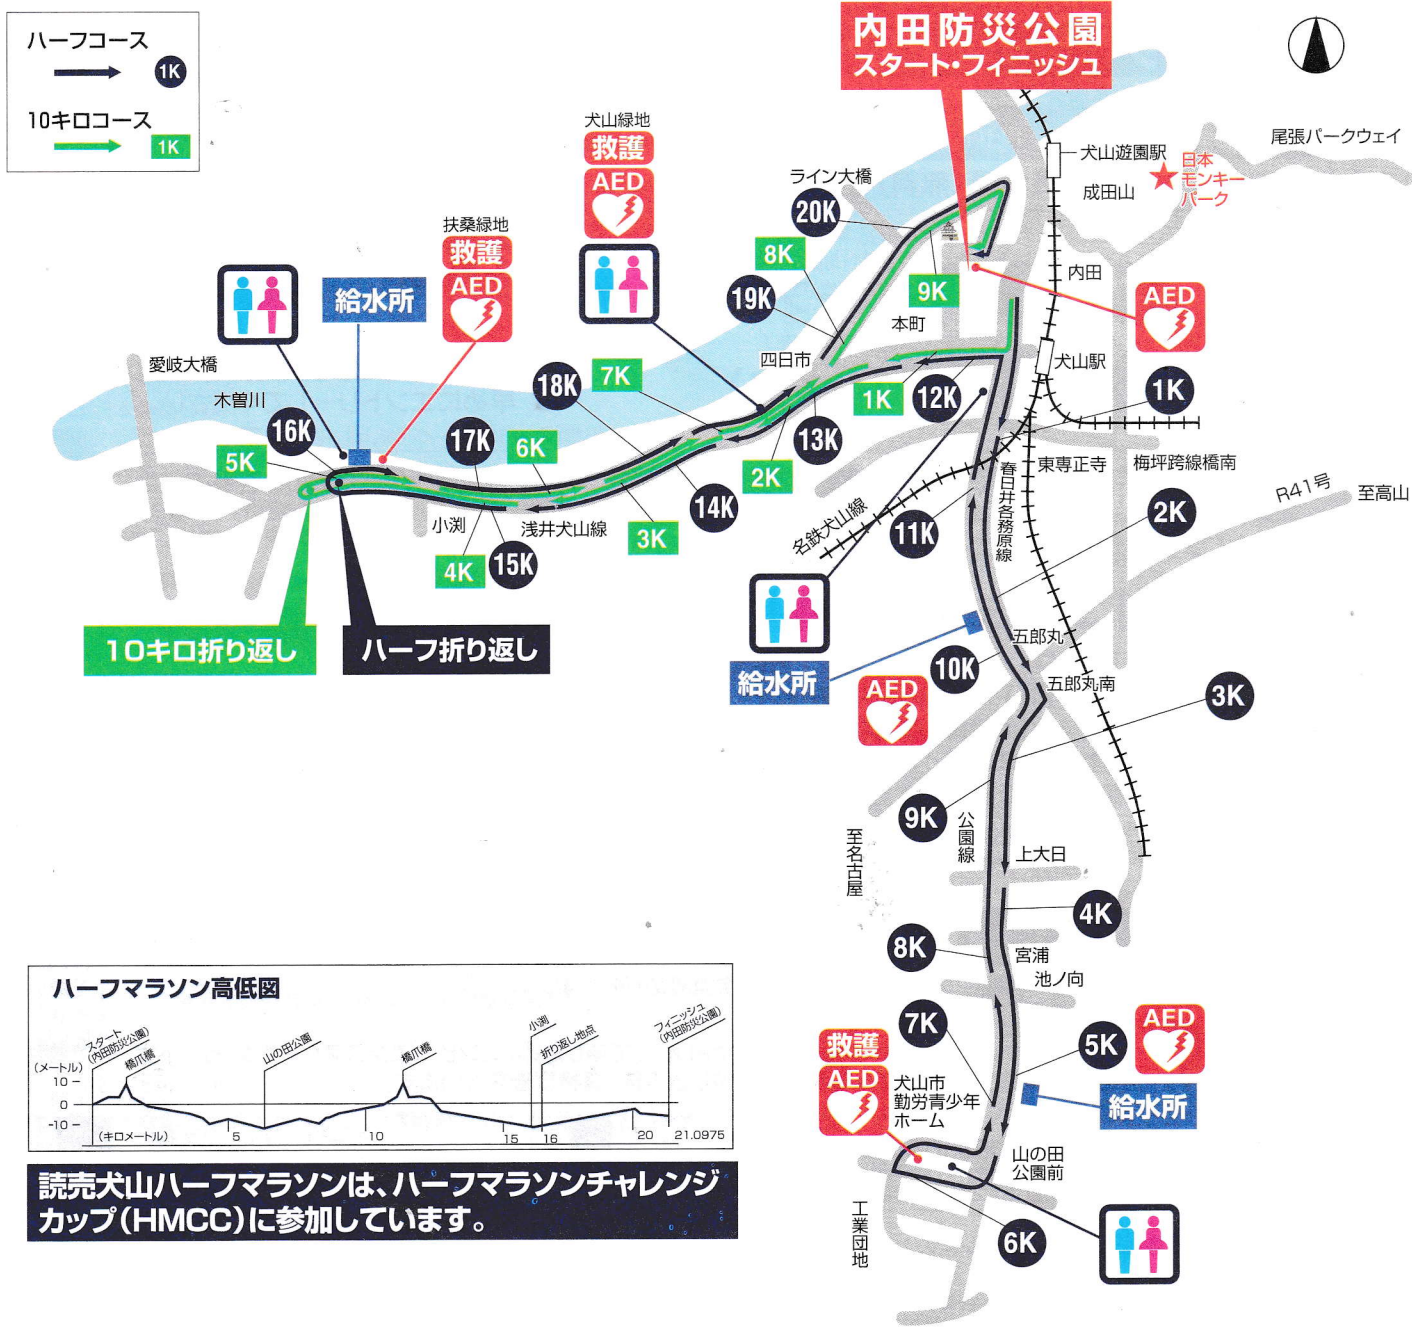 ハーフコース
1K
10キロコース
1K
内田防災公園
スタート・フィニッシュ
犬山緑地
救護
AED
扶桑緑地
救護
AED
給水所
ライン大橋
20K
8K
19K
9K
本町
四日市
犬山遊園駅
成田山
日本
モンキー
パーク
尾張パークウェイ
内田
AED
犬山駅
1K
愛岐大橋
木曽川
16K
5K
17K
6K
18K
7K
1K
12K
13K
2K
14K
3K
小渕
浅井犬山線
4K
15K
10キロ折り返し
ハーフ折り返し
名鉄犬山線
11K
春日井各務原線
東専正寺
梅坪跨線橋南
2K
R41号
至高山
給水所
AED
10K
五郎丸
五郎丸南
3K
9K
公園線
至名古屋
上大日
4K
8K
宮浦
池ノ向
7K
5K
AED
給水所
救護
AED
犬山市
勤労青少年
ホーム
山の田
公園前
工業団地
6K
ハーフマラソン高低図
スタート
(内田防災公園)
橋爪橋
山の田公園
橋爪橋
小渕
折り返し地点
フィニッシュ
(内田防災公園)
(メートル)
10
0
-10
(キロメートル)
5
10
15
16
20
21.0975
読売犬山ハーフマラソンは、ハーフマラソンチャレンジ
カップ(HMCC)に参加しています。